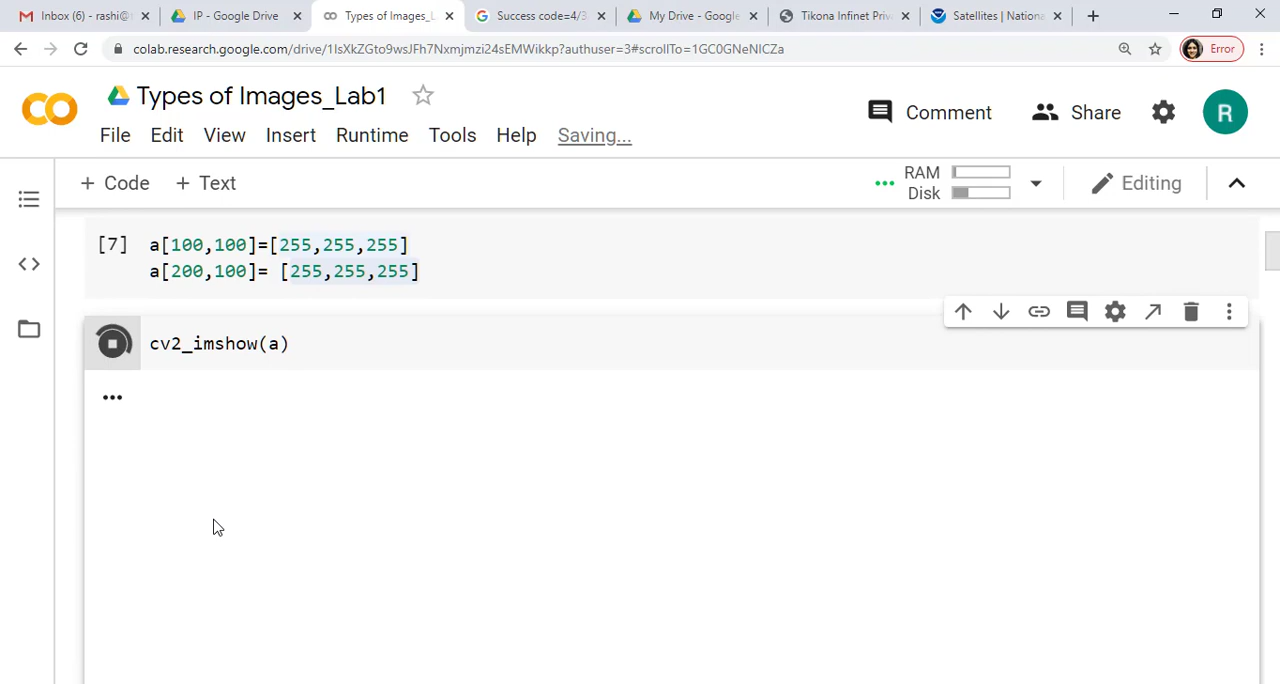 Inbox (6) - rashi@
IP - Google Drive
Types of Images_L
Success code=4/3
My Drive - Google
Tikona Infinet Priv
Satellites | Nationa
colab.research.google.com/drive/1IsXkZGto9wsJFh7Nxmjmzi24sEMWikkp?authuser=3#scrollTo=1GC0GNeNICZa
Error
Types of Images_Lab1
Comment
Share
R
File Edit View Insert Runtime Tools Help Saving...
+ Code + Text
RAM
Disk
Editing
[7] a[100,100]=[255,255,255]
a[200,100]= [255,255,255]
cv2_imshow(a)